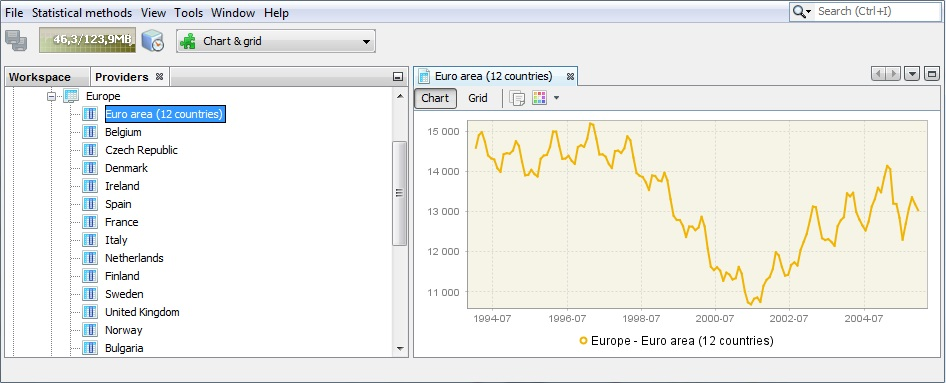 File Statistical methods View Tools Window Help Search (Ctrl+I)
46,3/123,9MB Chart & grid
Workspace Providers
Europe
Euro area (12 countries)
Belgium
Czech Republic
Denmark
Ireland
Spain
France
Italy
Netherlands
Finland
Sweden
United Kingdom
Norway
Bulgaria
Euro area (12 countries)
Chart Grid
15 000
14 000
13 000
12 000
11 000
1994-07 1996-07 1998-07 2000-07 2002-07 2004-07
Europe - Euro area (12 countries)